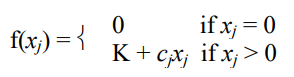 f(xⱼ) = { 0 if xⱼ = 0
K + cⱼxⱼ if xⱼ > 0